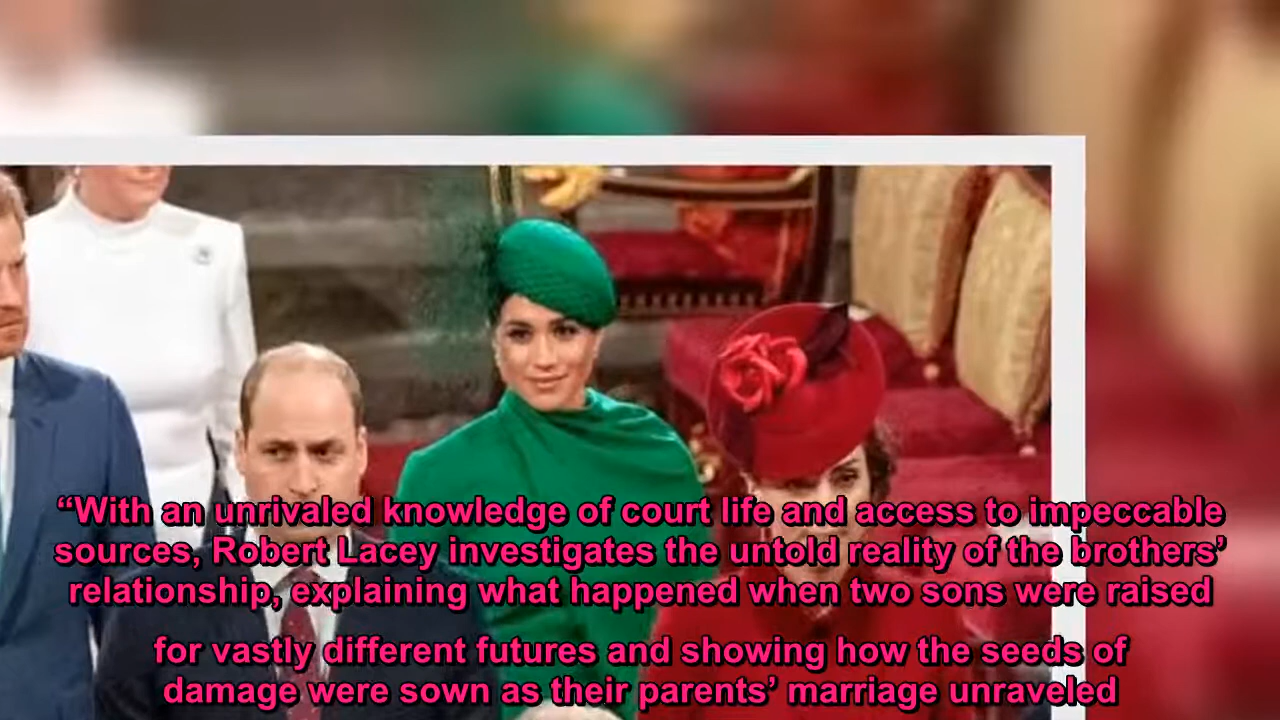 “With an unrivaled knowledge of court life and access to impeccable
sources, Robert Lacey investigates the untold reality of the brothers’
relationship, explaining what happened when two sons were raised
for vastly different futures and showing how the seeds of
damage were sown as their parents’ marriage unraveled